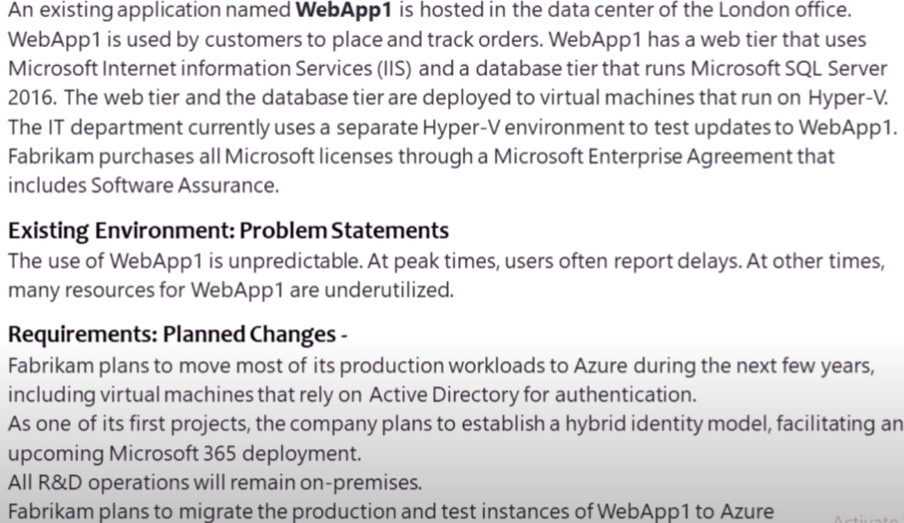 An existing application named WebApp1 is hosted in the data center of the London office.
WebApp1 is used by customers to place and track orders. WebApp1 has a web tier that uses
Microsoft Internet information Services (IIS) and a database tier that runs Microsoft SQL Server
2016. The web tier and the database tier are deployed to virtual machines that run on Hyper-V.
The IT department currently uses a separate Hyper-V environment to test updates to WebApp1.
Fabrikam purchases all Microsoft licenses through a Microsoft Enterprise Agreement that
includes Software Assurance.
Existing Environment: Problem Statements
The use of WebApp1 is unpredictable. At peak times, users often report delays. At other times,
many resources for WebApp1 are underutilized.
Requirements: Planned Changes -
Fabrikam plans to move most of its production workloads to Azure during the next few years,
including virtual machines that rely on Active Directory for authentication.
As one of its first projects, the company plans to establish a hybrid identity model, facilitating an
upcoming Microsoft 365 deployment.
All R&D operations will remain on-premises.
Fabrikam plans to migrate the production and test instances of WebApp1 to Azure